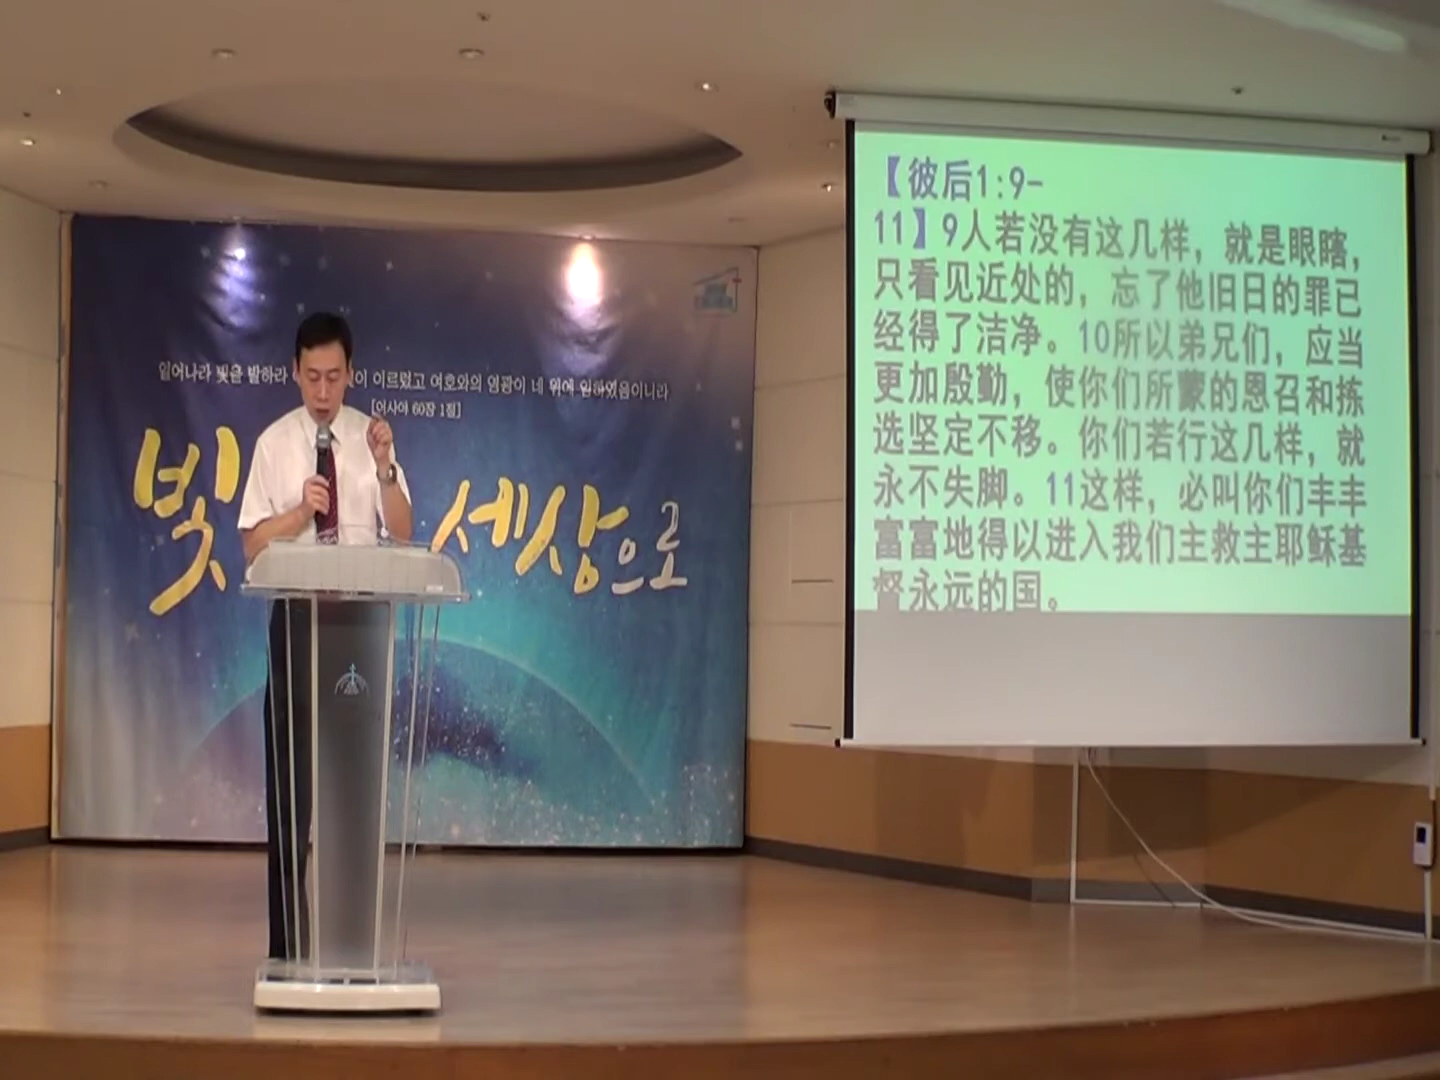 일어나라 빛을 발하라 이 이르렀고 여호와의 영광이 네 위에 임하였음이니라
[이사야 60장 1절]
빛 세상으로
【彼后1:9-
11】9人若没有这几样，就是眼瞎，
只看见近处的，忘了他旧日的罪已
经得了洁净。10所以弟兄们，应当
更加殷勤，使你们所蒙的恩召和拣
选坚定不移。你们若行这几样，就
永不失脚。11这样，必叫你们丰丰
富富地得以进入我们主救主耶稣基
督永远的国。